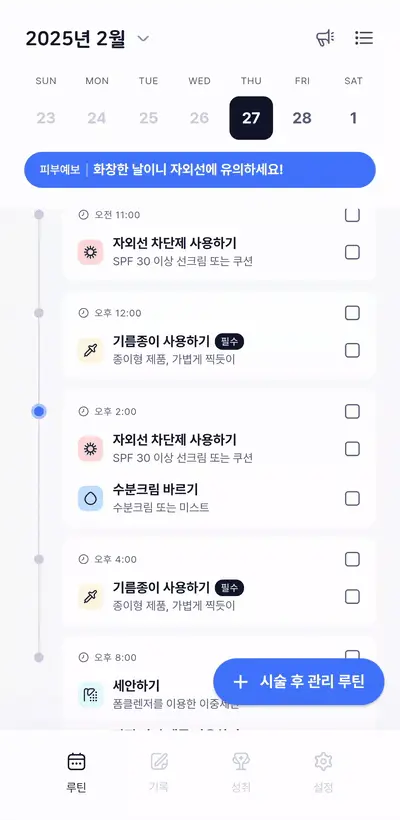 2025년 2월
SUN MON TUE WED THU FRI SAT
23 24 25 26 27 28 1
피부예보 | 화창한 날이니 자외선에 유의하세요!
오전 11:00
자외선 차단제 사용하기
SPF 30 이상 선크림 또는 쿠션
오후 12:00
기름종이 사용하기 필수
종이형 제품, 가볍게 찍듯이
오후 2:00
자외선 차단제 사용하기
SPF 30 이상 선크림 또는 쿠션
수분크림 바르기
수분크림 또는 미스트
오후 4:00
기름종이 사용하기 필수
종이형 제품, 가볍게 찍듯이
오후 8:00
세안하기
폼클렌저를 이용한 이중세안
+ 시술 후 관리 루틴
루틴 기록 성취 설정